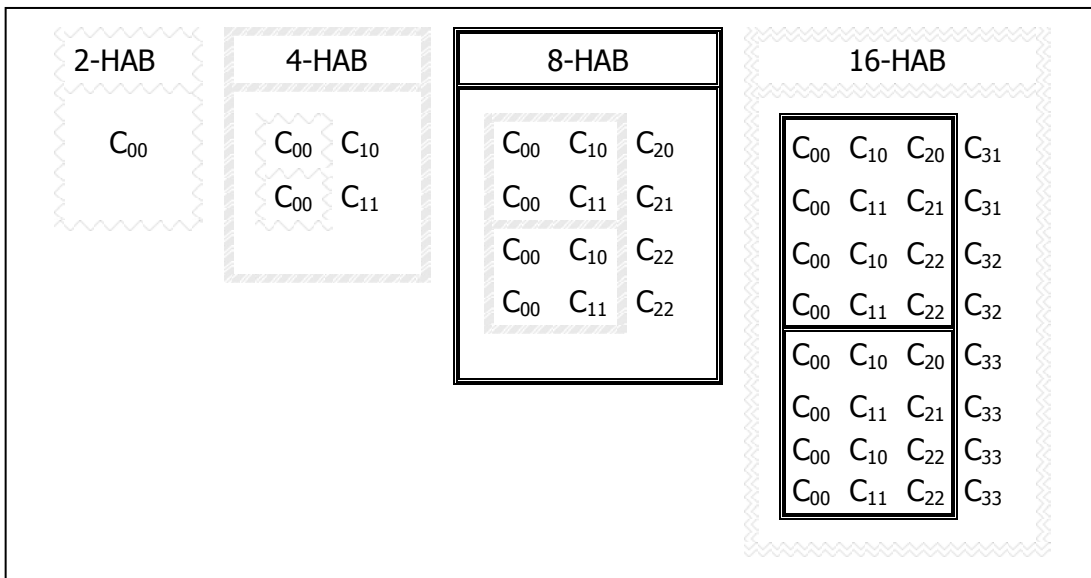 2-HAB 4-HAB 8-HAB 16-HAB
C₀₀ C₀₀ C₁₀ C₀₀ C₁₀ C₂₀ C₀₀ C₁₀ C₂₀ C₃₁
C₀₀ C₁₁ C₀₀ C₁₁ C₂₁ C₀₀ C₁₁ C₂₁ C₃₁
C₀₀ C₁₀ C₂₂ C₀₀ C₁₀ C₂₂ C₃₂
C₀₀ C₁₁ C₂₂ C₀₀ C₁₁ C₂₂ C₃₂
C₀₀ C₁₀ C₂₀ C₃₃
C₀₀ C₁₁ C₂₁ C₃₃
C₀₀ C₁₀ C₂₂ C₃₃
C₀₀ C₁₁ C₂₂ C₃₃